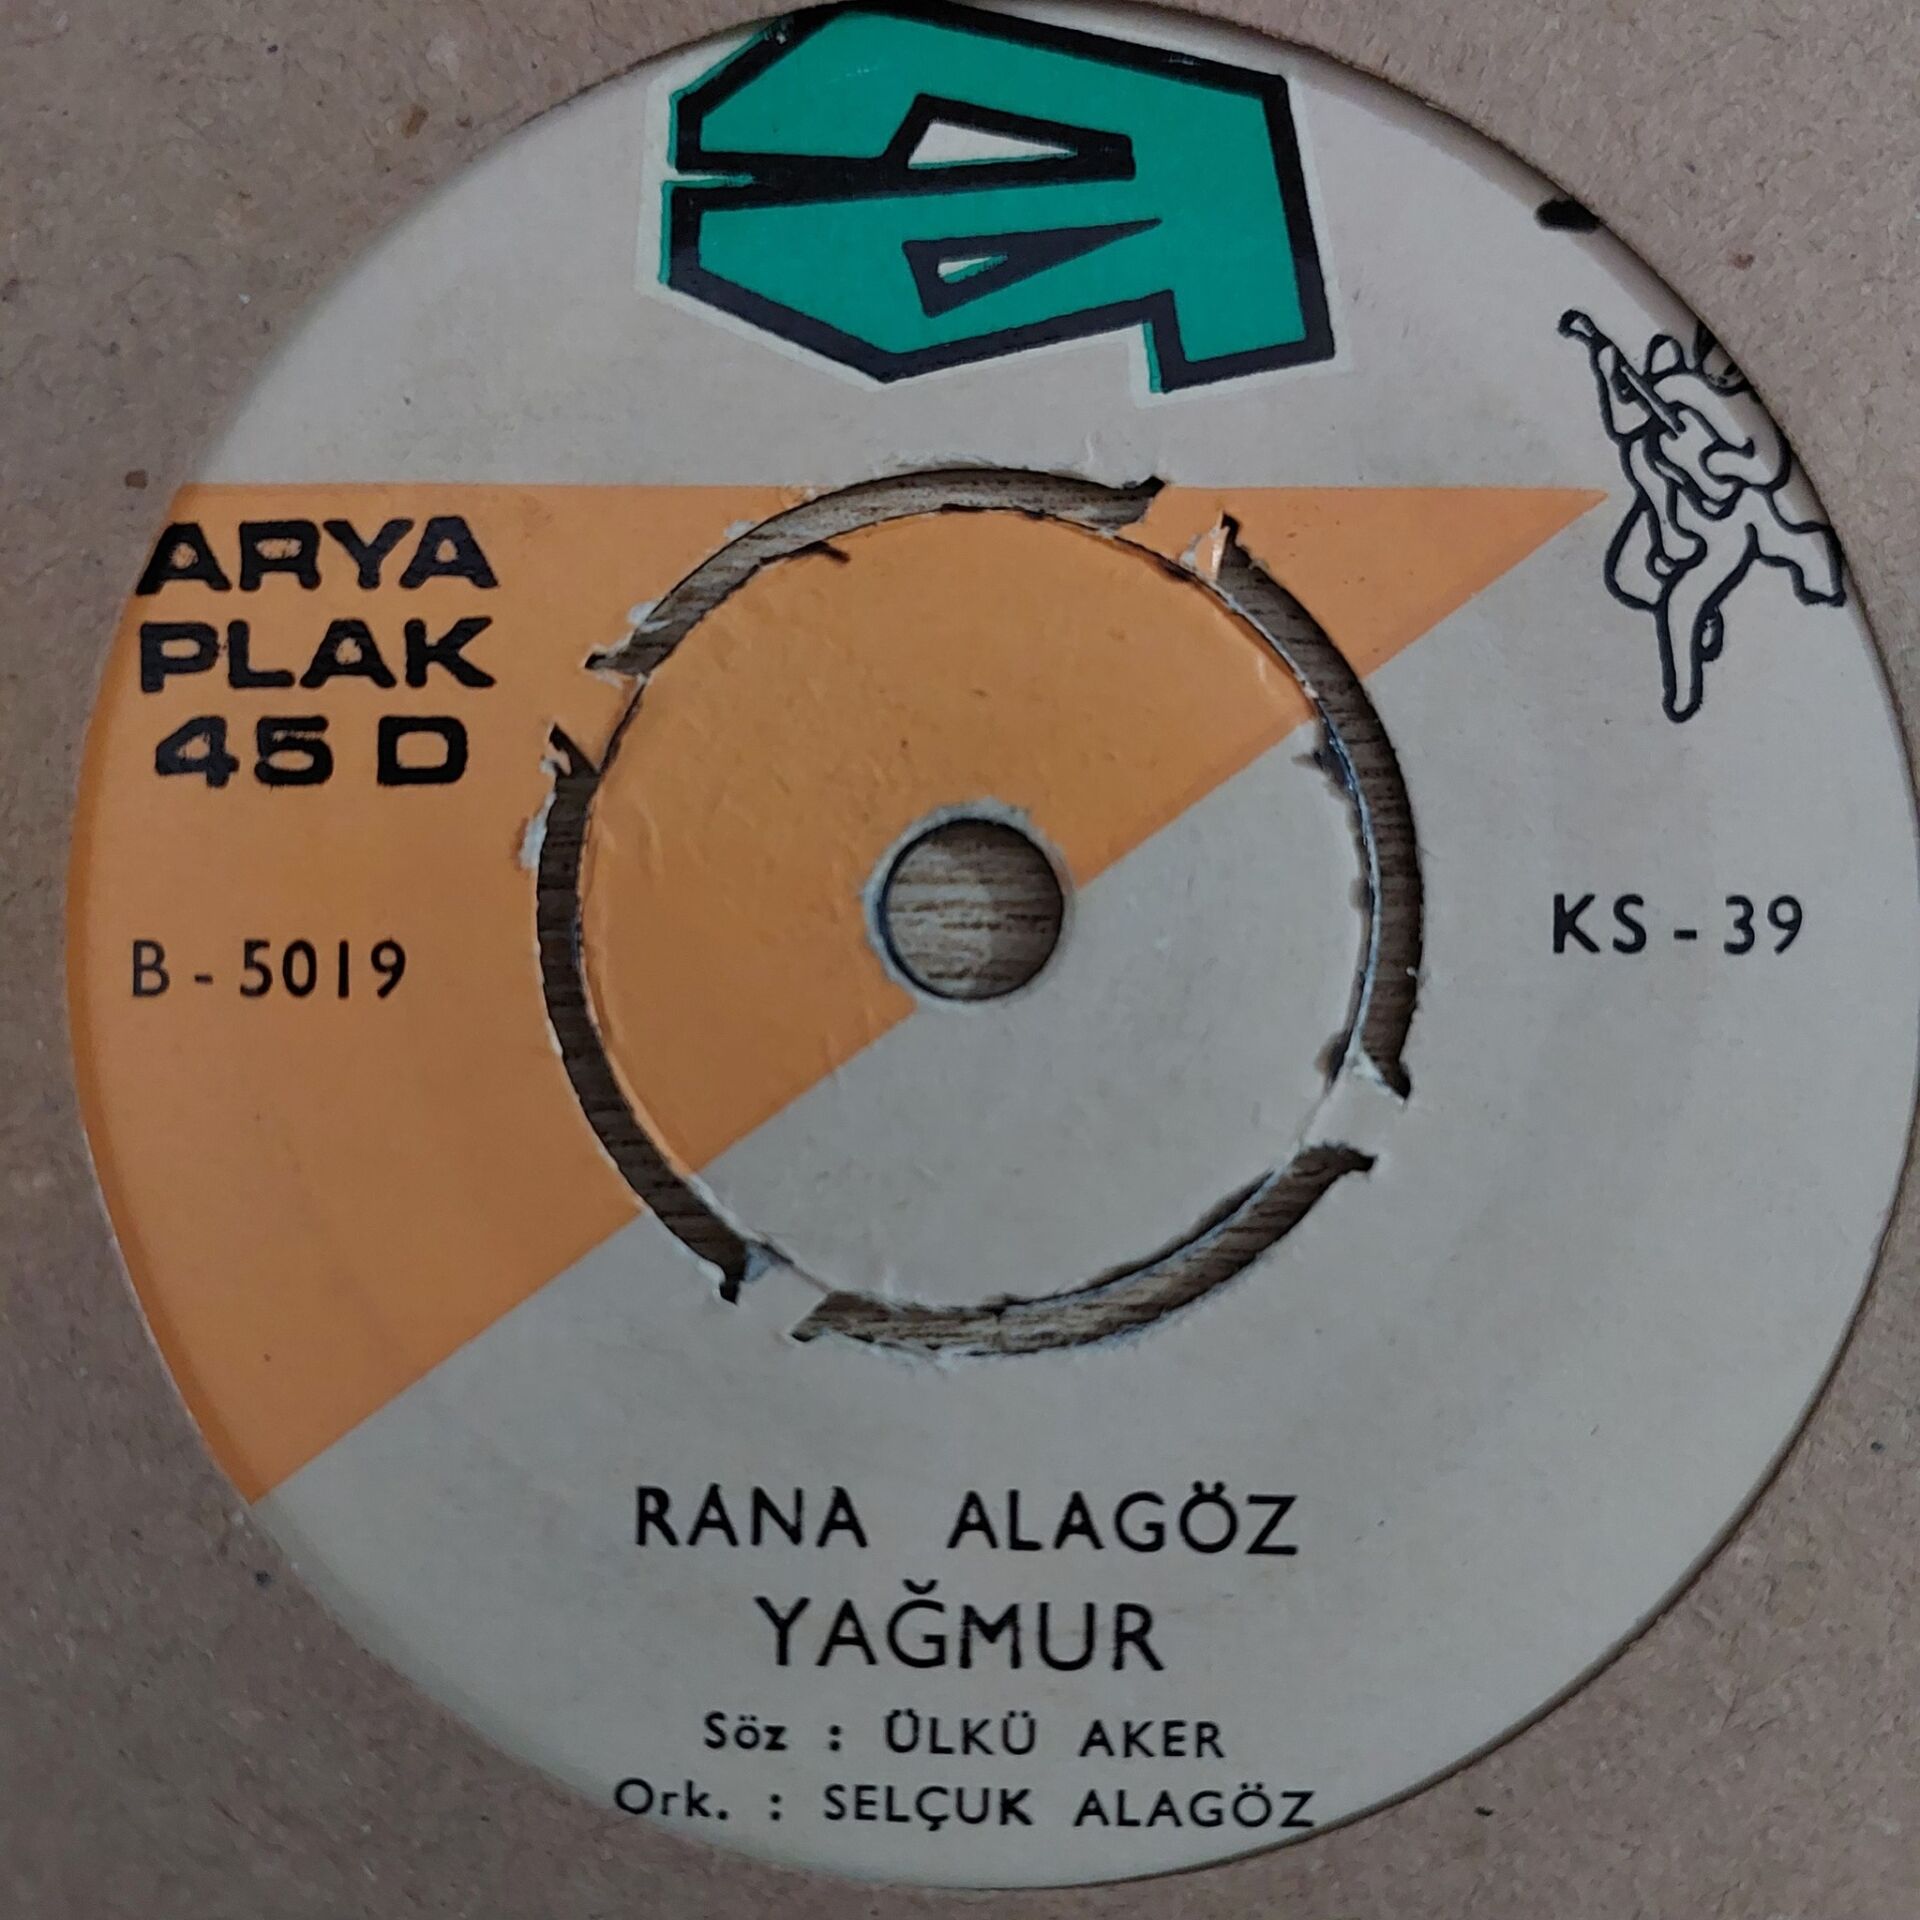 ARYA
PLAK
45 D
B - 5019
KS - 39
RANA ALAGÖZ
YAĞMUR
Söz : ÜLKÜ AKER
Ork. : SELÇUK ALAGÖZ